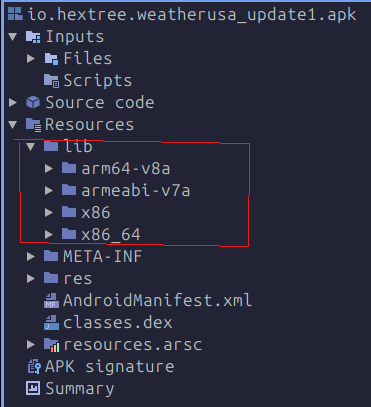 io.hextree.weatherusa_update1.apk
Inputs
Files
Scripts
Source code
Resources
lib
arm64-v8a
armeabi-v7a
x86
x86_64
META-INF
res
AndroidManifest.xml
classes.dex
resources.arsc
APK signature
Summary